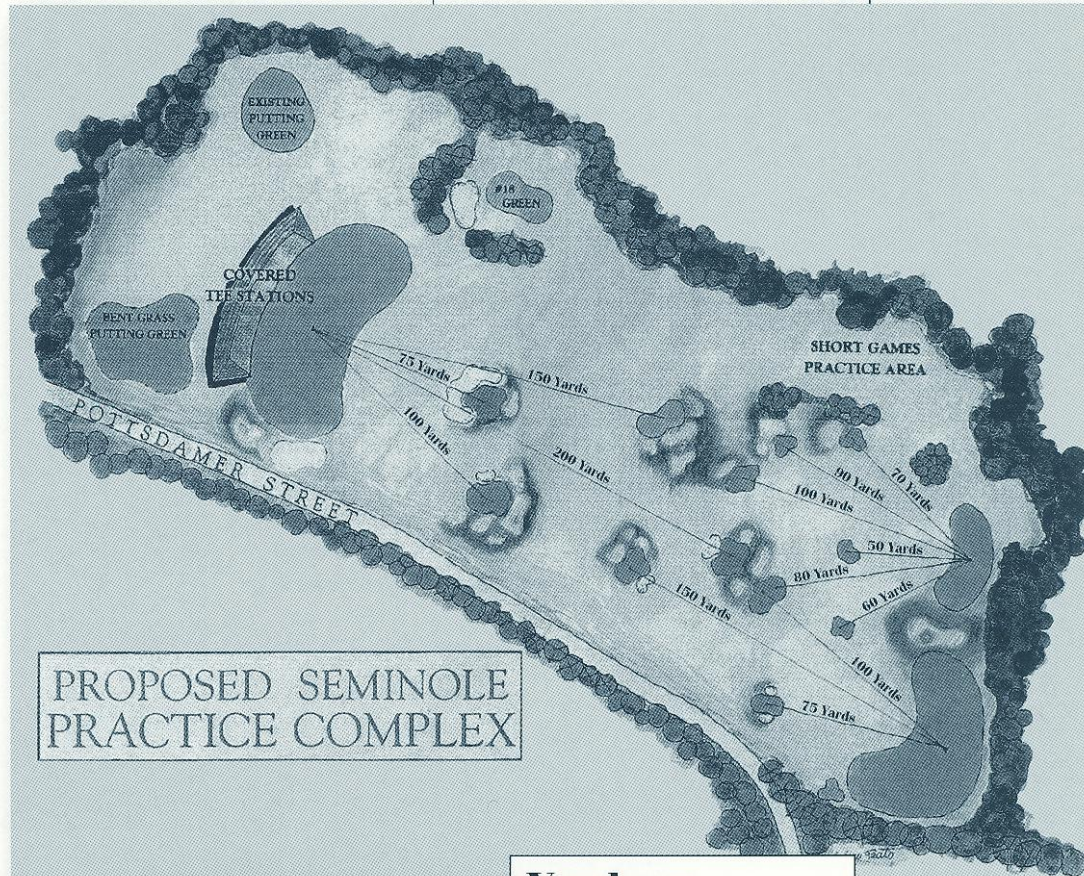 EXISTING
PUTTING
GREEN
#18
GREEN
COVERED
TEE STATIONS
BENT GRASS
PUTTING GREEN
SHORT GAMES
PRACTICE AREA
75 Yards
150 Yards
100 Yards
200 Yards
90 Yards
70 Yards
100 Yards
50 Yards
80 Yards
60 Yards
150 Yards
100 Yards
75 Yards
POTTSDAMER STREET
PROPOSED SEMINOLE
PRACTICE COMPLEX